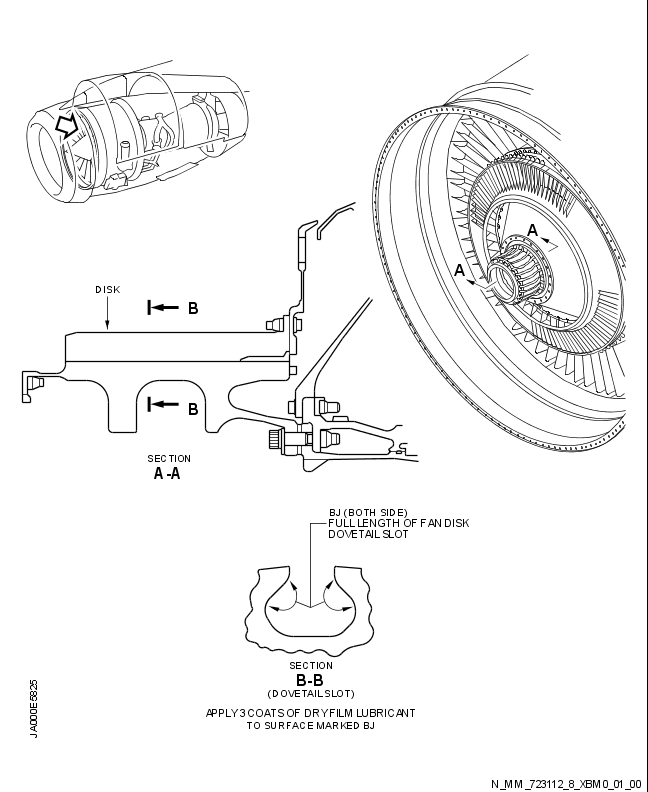 A
A
DISK
B
B
SECTION
A-A
BJ (BOTH SIDE)
FULL LENGTH OF FAN DISK
DOVETAIL SLOT
SECTION
B-B
(DOVETAIL SLOT)
APPLY 3 COATS OF DRY FILM LUBRICANT
TO SURFACE MARKED BJ
JA000E5825
N_MM_723112_8_XBM0_01_00